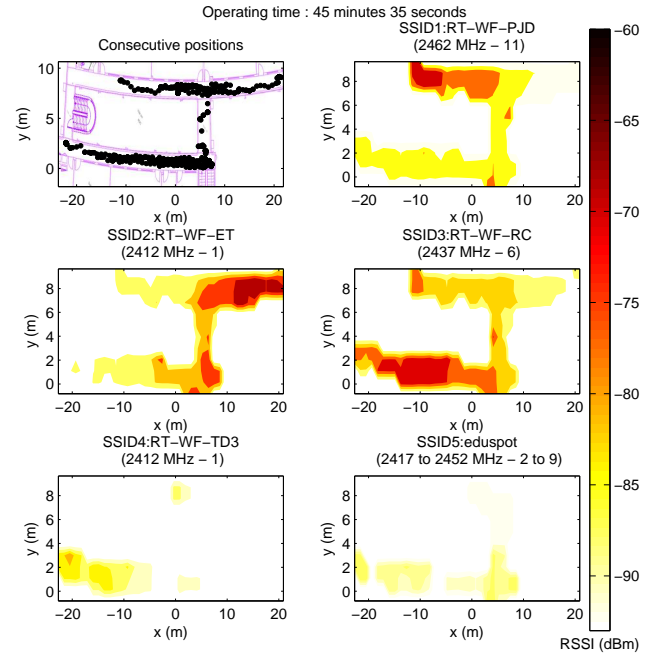 Operating time : 45 minutes 35 seconds
Consecutive positions
10
5
0
y (m)
−20 −10 0 10 20
x (m)
SSID1:RT−WF−PJD
(2462 MHz − 11)
8
6
4
2
0
y (m)
−20 −10 0 10 20
x (m)
SSID2:RT−WF−ET
(2412 MHz − 1)
8
6
4
2
0
y (m)
−20 −10 0 10 20
x (m)
SSID3:RT−WF−RC
(2437 MHz − 6)
8
6
4
2
0
y (m)
−20 −10 0 10 20
x (m)
SSID4:RT−WF−TD3
(2412 MHz − 1)
8
6
4
2
0
y (m)
−20 −10 0 10 20
x (m)
SSID5:eduspot
(2417 to 2452 MHz − 2 to 9)
8
6
4
2
0
y (m)
−20 −10 0 10 20
x (m)
−60
−65
−70
−75
−80
−85
−90
RSSI (dBm)